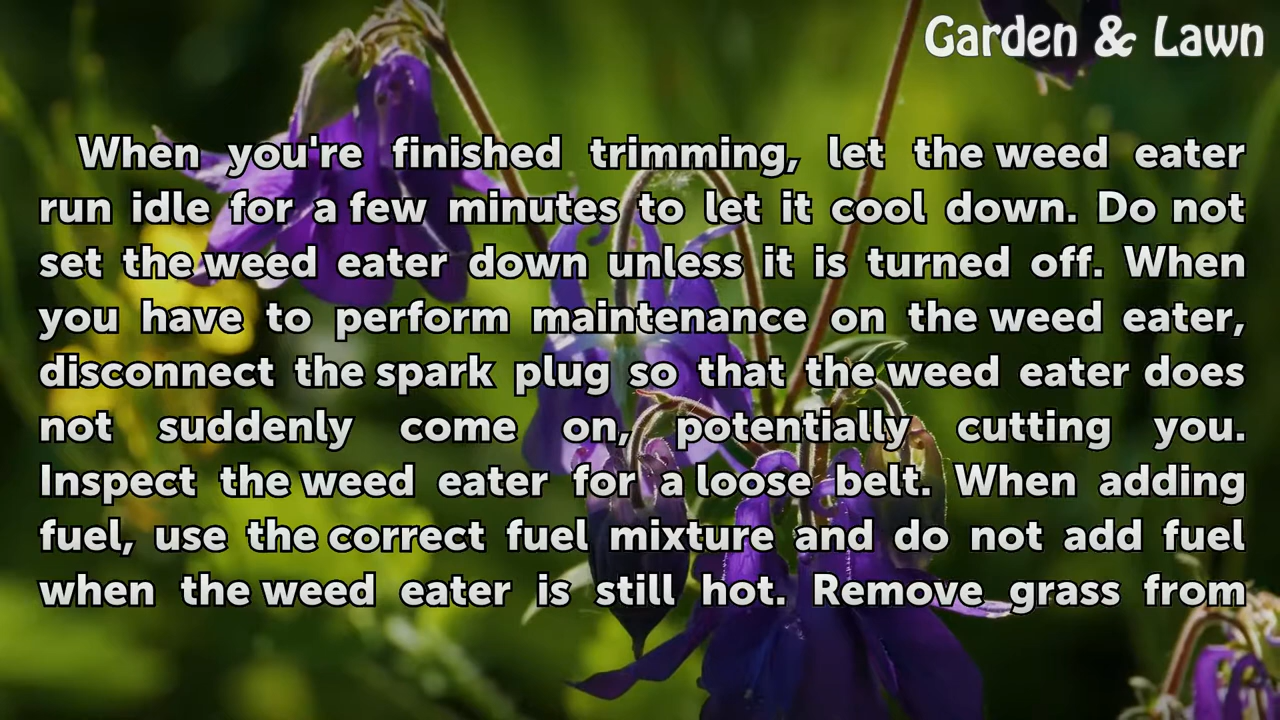 Garden & Lawn
When you're finished trimming, let the weed eater
run idle for a few minutes to let it cool down. Do not
set the weed eater down unless it is turned off. When
you have to perform maintenance on the weed eater,
disconnect the spark plug so that the weed eater does
not suddenly come on, potentially cutting you.
Inspect the weed eater for a loose belt. When adding
fuel, use the correct fuel mixture and do not add fuel
when the weed eater is still hot. Remove grass from